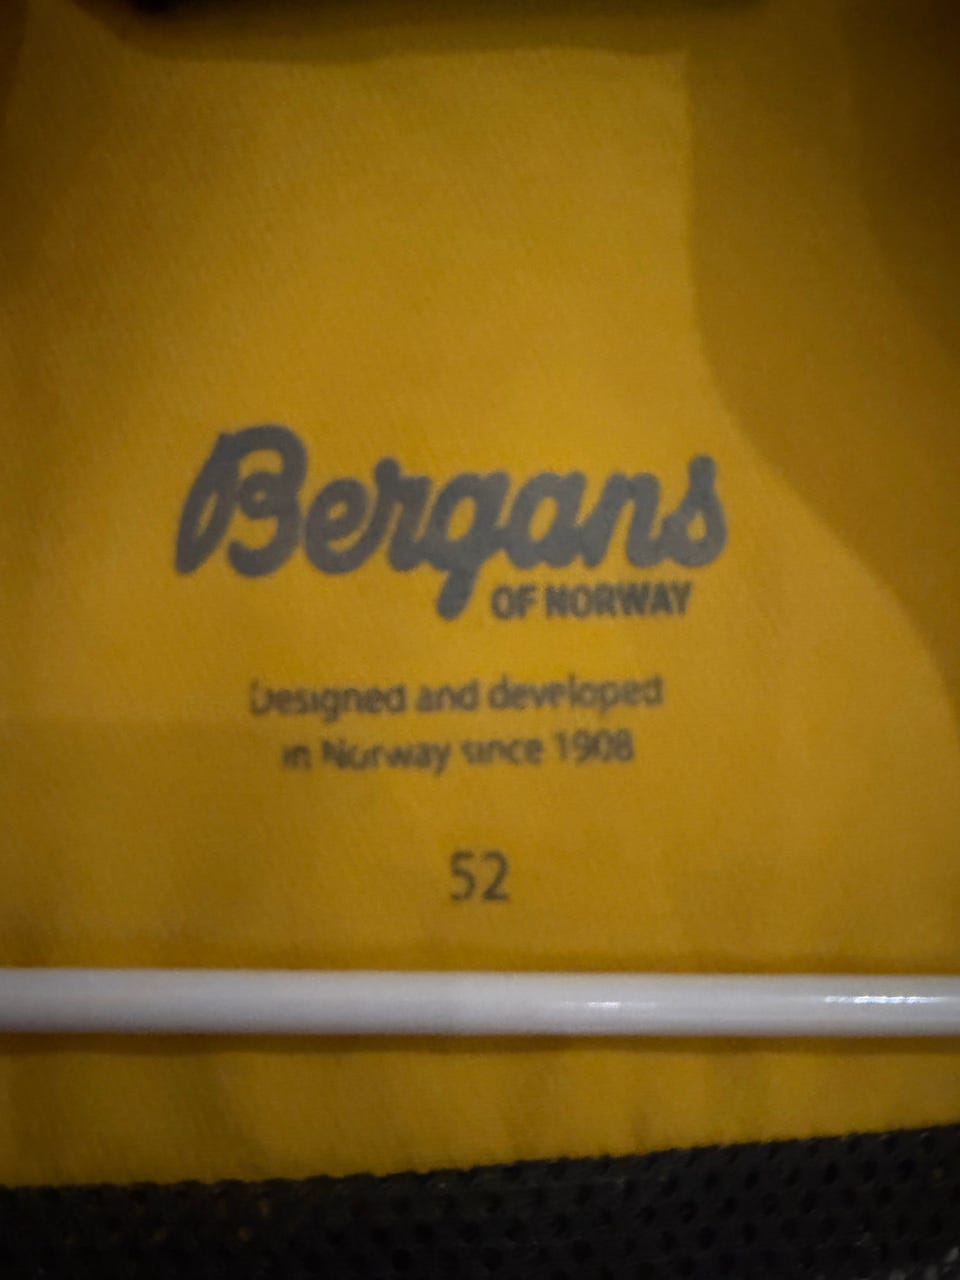 Bergans
OF NORWAY
Designed and developed
in Norway since 1908
52